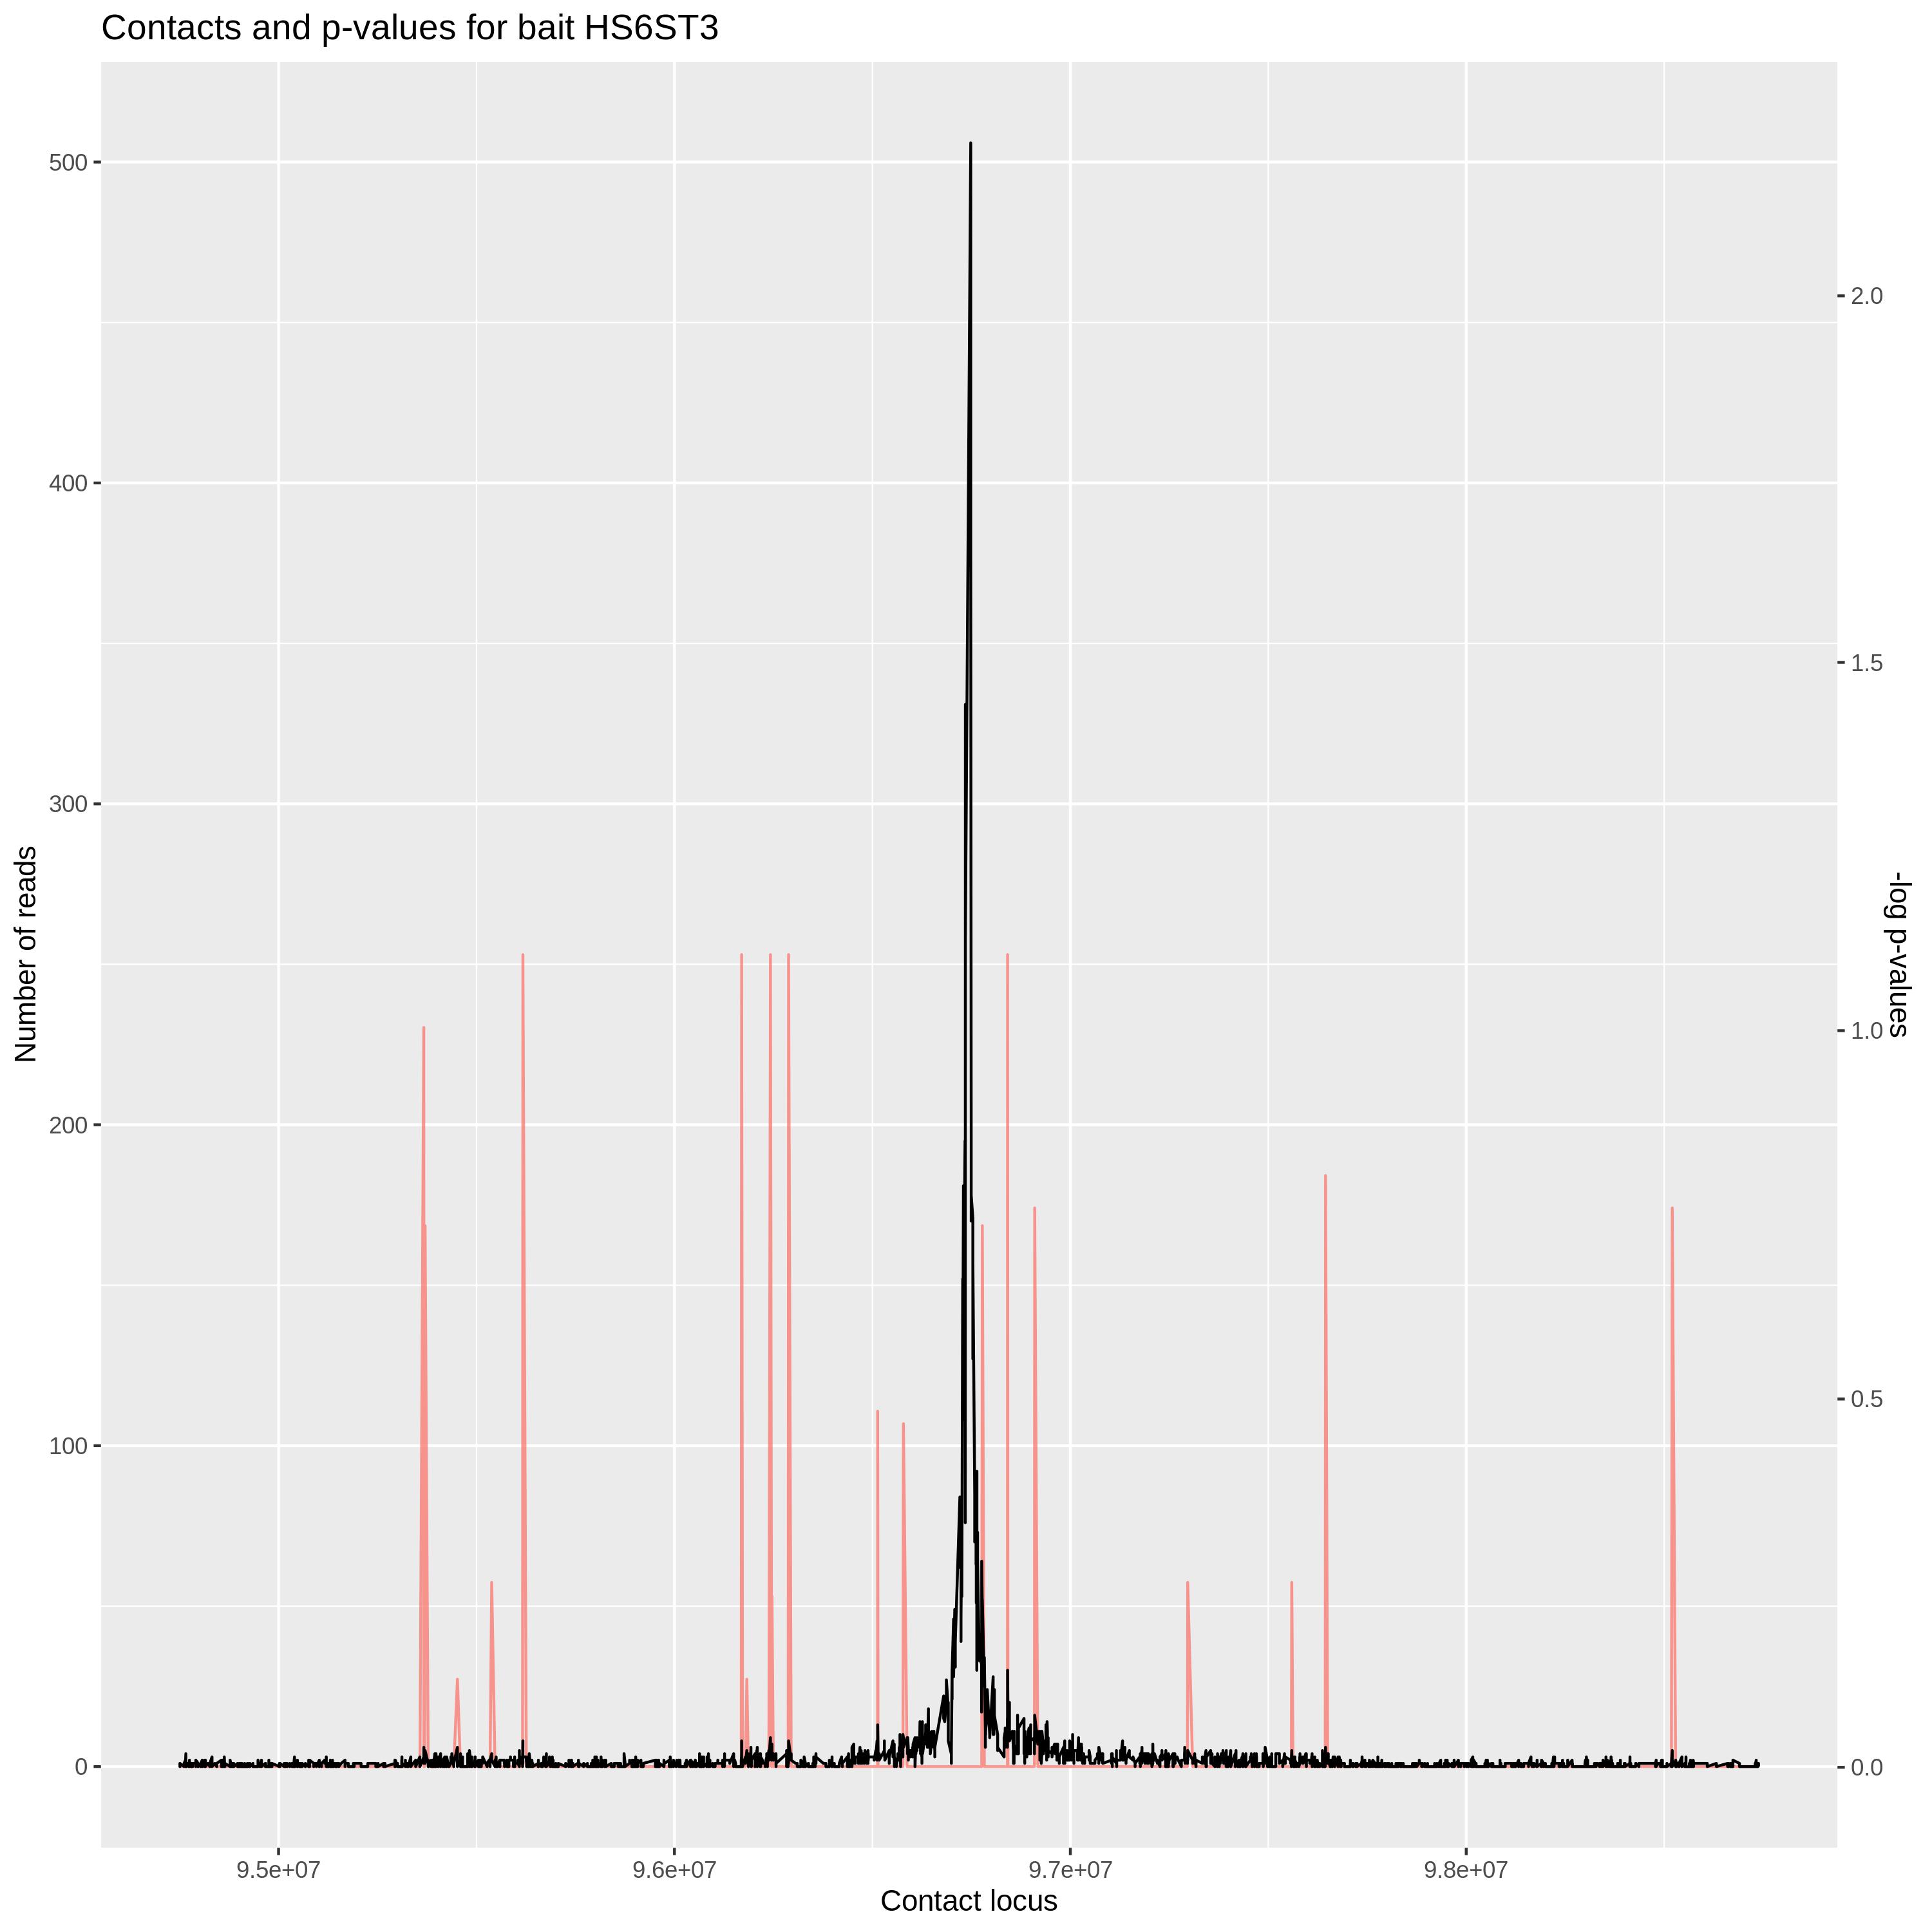 Contacts and p-values for bait HS6ST3
Number of reads
500
400
300
200
100
0
2.0
1.5
1.0
0.5
0.0
-log p-values
9.5e+07
9.6e+07
9.7e+07
9.8e+07
Contact locus